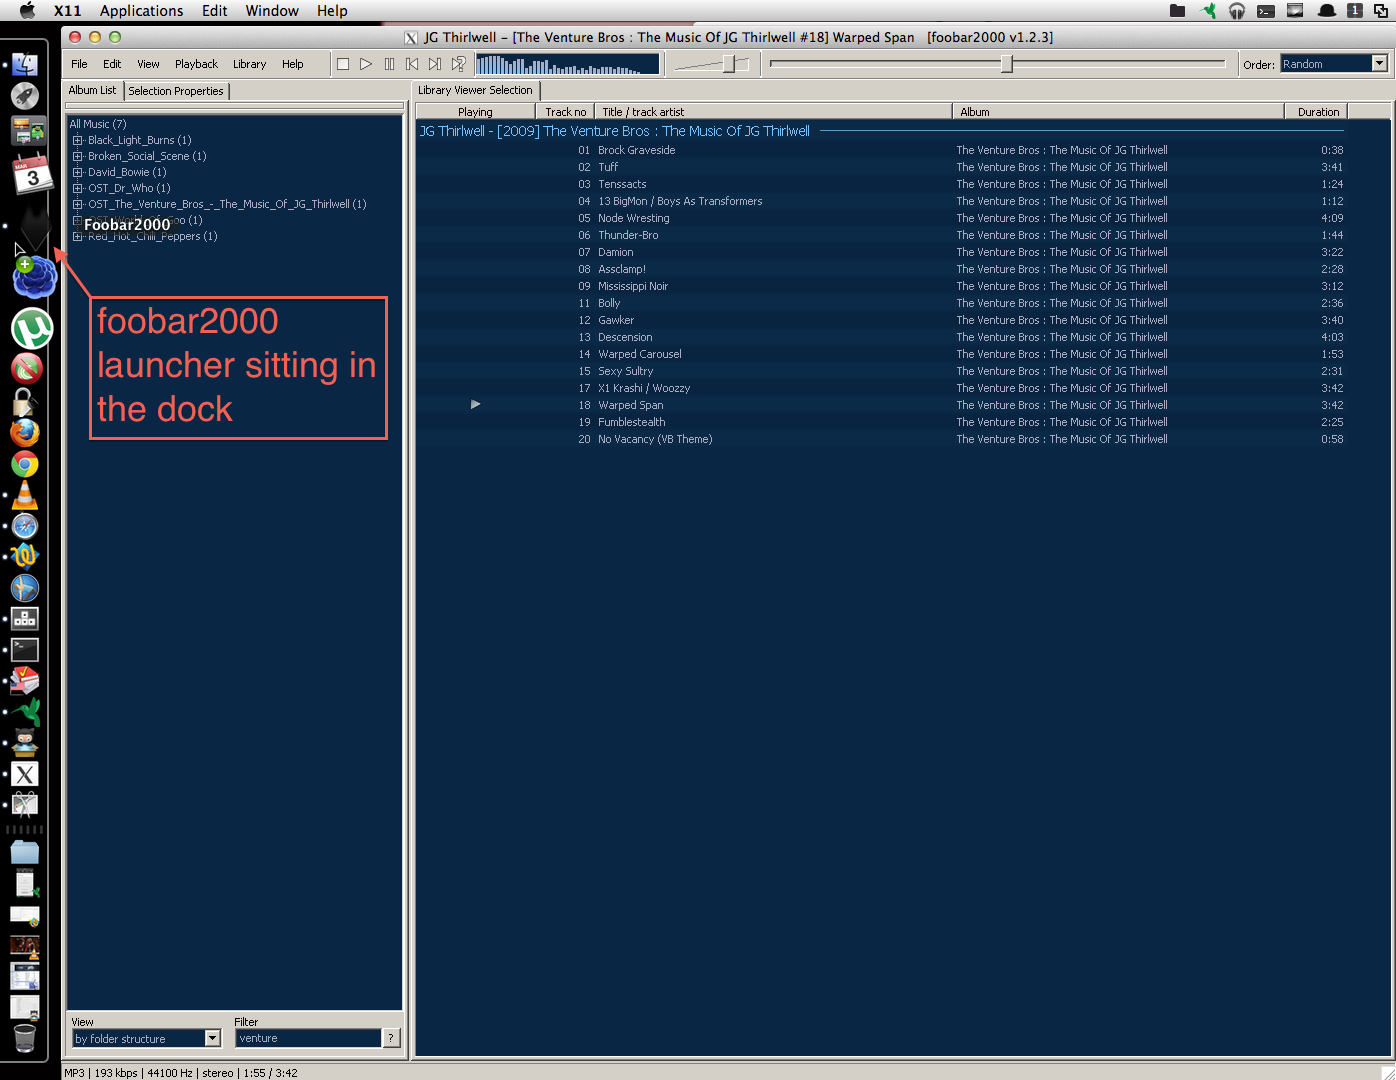 X11 Applications Edit Window Help
1
JG Thirlwell – [The Venture Bros : The Music Of JG Thirlwell #18] Warped Span [foobar2000 v1.2.3]
File Edit View Playback Library Help
Order: Random
Album List Selection Properties
Library Viewer Selection
Playing Track no Title / track artist Album Duration
All Music (7)
Black_Light_Burns (1)
Broken_Social_Scene (1)
David_Bowie (1)
OST_Dr_Who (1)
OST_The_Venture_Bros_-_The_Music_Of_JG_Thirlwell (1)
Foobar2000
Red_Hot_Chili_Peppers (1)
MAR
3
foobar2000
launcher sitting in
the dock
JG Thirlwell - [2009] The Venture Bros : The Music Of JG Thirlwell
01 Brock Graveside The Venture Bros : The Music Of JG Thirlwell 0:38
02 Tuff The Venture Bros : The Music Of JG Thirlwell 3:41
03 Tenssacts The Venture Bros : The Music Of JG Thirlwell 1:24
04 13 BigMon / Boys As Transformers The Venture Bros : The Music Of JG Thirlwell 1:12
05 Node Wresting The Venture Bros : The Music Of JG Thirlwell 4:09
06 Thunder-Bro The Venture Bros : The Music Of JG Thirlwell 1:44
07 Damion The Venture Bros : The Music Of JG Thirlwell 3:22
08 Assclamp! The Venture Bros : The Music Of JG Thirlwell 2:28
09 Mississippi Noir The Venture Bros : The Music Of JG Thirlwell 3:12
11 Bolly The Venture Bros : The Music Of JG Thirlwell 2:36
12 Gawker The Venture Bros : The Music Of JG Thirlwell 3:40
13 Descension The Venture Bros : The Music Of JG Thirlwell 4:03
14 Warped Carousel The Venture Bros : The Music Of JG Thirlwell 1:53
15 Sexy Sultry The Venture Bros : The Music Of JG Thirlwell 2:31
17 X1 Krashi / Woozzy The Venture Bros : The Music Of JG Thirlwell 3:42
18 Warped Span The Venture Bros : The Music Of JG Thirlwell 3:42
19 Fumblestealth The Venture Bros : The Music Of JG Thirlwell 2:25
20 No Vacancy (VB Theme) The Venture Bros : The Music Of JG Thirlwell 0:58
View Filter
by folder structure venture ?
MP3 | 193 kbps | 44100 Hz | stereo | 1:55 / 3:42